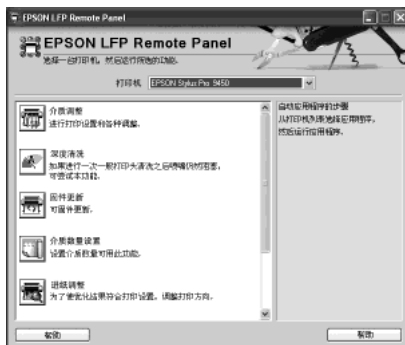 EPSON LFP Remote Panel
EPSON LFP Remote Panel
选择一台打印机，然后运行所选的功能。
打印机 EPSON Stylus Pro 9450
介质调整
进行打印设置和各种调整。
深度清洗
如果进行一次一般打印头清洗之后喷嘴仍然阻塞，
可尝试本功能。
固件更新
可固件更新。
介质数量设置
设置介质数量可用此功能。
进纸调整
为了使优化结果符合打印设置，调整打印方向。
启动应用程序的步骤
从打印机列表选择应用程序，
然后运行应用程序。
帮助